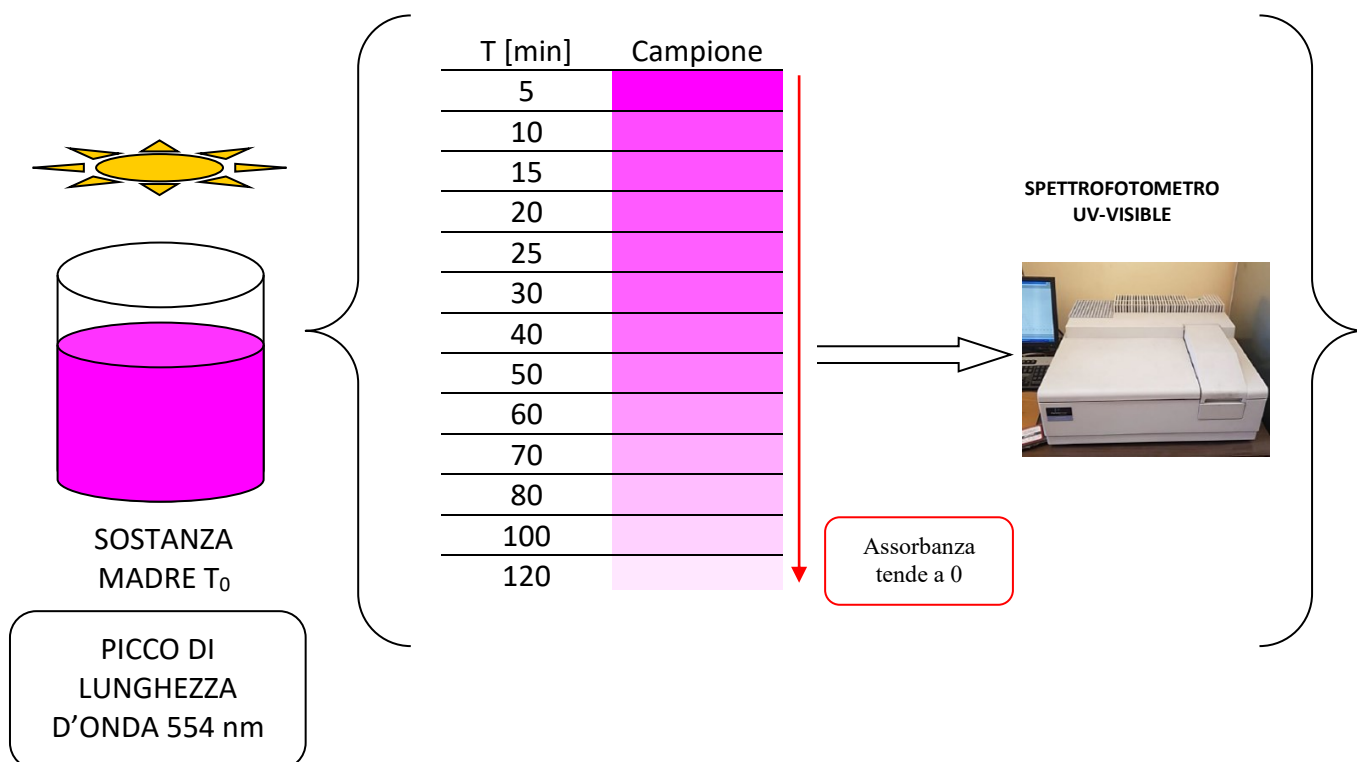 T [min] Campione
5
10
15
20
25
30
40
50
60
70
80
100
120
SOSTANZA
MADRE T₀
PICCO DI
LUNGHEZZA
D’ONDA 554 nm
Assorbanza
tende a 0
SPETTROFOTOMETRO
UV-VISIBLE